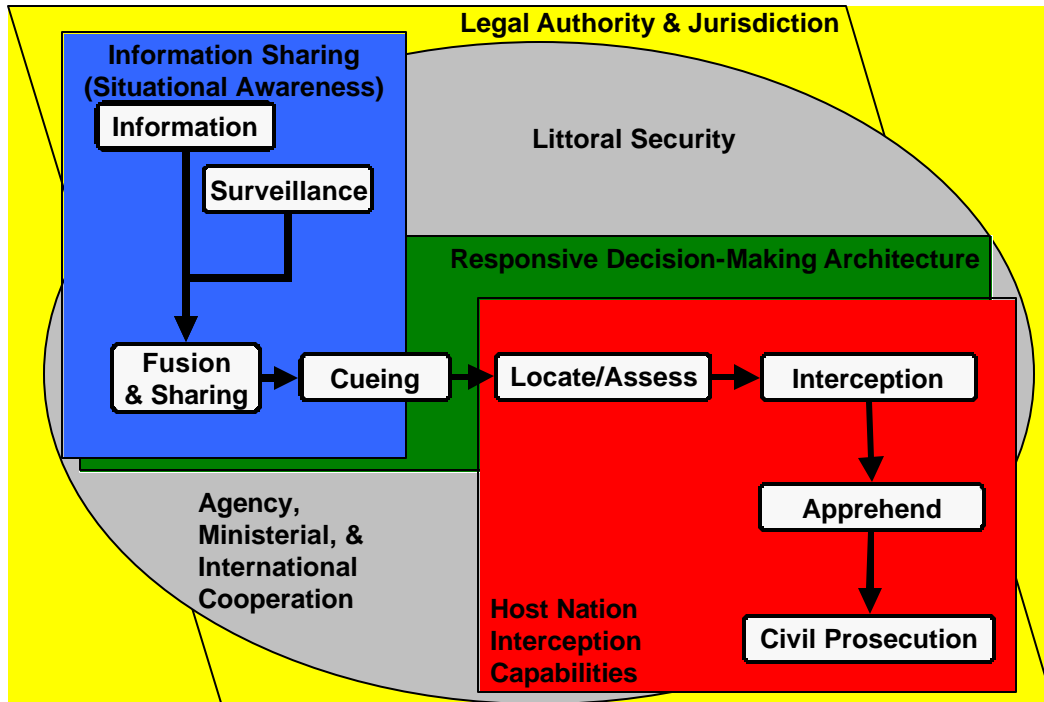 Legal Authority & Jurisdiction
Information Sharing
(Situational Awareness)
Information
Surveillance
Littoral Security
Responsive Decision-Making Architecture
Fusion
& Sharing
Cueing
Locate/Assess
Interception
Apprehend
Civil Prosecution
Agency,
Ministerial, &
International
Cooperation
Host Nation
Interception
Capabilities